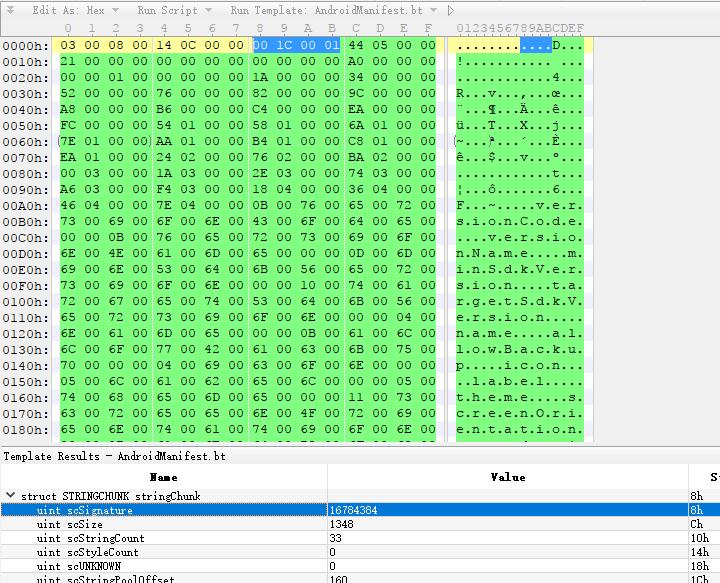 Edit As: Hex Run Script Run Template: AndroidManifest.bt
0 1 2 3 4 5 6 7 8 9 A B C D E F 0123456789ABCDEF
0000h: 03 00 08 00 14 0C 00 00 00 1C 00 01 44 05 00 00 ............D...
0010h: 21 00 00 00 00 00 00 00 00 00 00 00 A0 00 00 00 !........... ...
0020h: 00 00 01 00 00 00 00 00 1A 00 00 00 34 00 00 00 ............4...
0030h: 52 00 00 00 76 00 00 00 82 00 00 00 9C 00 00 00 R...v...‚...œ...
0040h: A8 00 00 00 B6 00 00 00 C4 00 00 00 EA 00 00 00 ¨...¶...Ä...ê...
0050h: FC 00 00 00 54 01 00 00 58 01 00 00 6A 01 00 00 ü...T...X...j...
0060h: (7E 01 00 00) AA 01 00 00 B4 01 00 00 C8 01 00 00 (~...ª...´...È...
0070h: EA 01 00 00 24 02 00 00 76 02 00 00 BA 02 00 00 ê...$...v...º...
0080h: 00 03 00 00 1A 03 00 00 2E 03 00 00 74 03 00 00 ............t...
0090h: A6 03 00 00 F4 03 00 00 18 04 00 00 36 04 00 00 ¦...ô.......6...
00A0h: 46 04 00 00 7E 04 00 00 0B 00 76 00 65 00 72 00 F...~.....v.e.r.
00B0h: 73 00 69 00 6F 00 6E 00 43 00 6F 00 64 00 65 00 s.i.o.n.C.o.d.e.
00C0h: 00 00 0B 00 76 00 65 00 72 00 73 00 69 00 6F 00 ....v.e.r.s.i.o.
00D0h: 6E 00 4E 00 61 00 6D 00 65 00 00 00 0D 00 6D 00 n.N.a.m.e.....m.
00E0h: 69 00 6E 00 53 00 64 00 6B 00 56 00 65 00 72 00 i.n.S.d.k.V.e.r.
00F0h: 73 00 69 00 6F 00 6E 00 00 00 10 00 74 00 61 00 s.i.o.n.....t.a.
0100h: 72 00 67 00 65 00 74 00 53 00 64 00 6B 00 56 00 r.g.e.t.S.d.k.V.
0110h: 65 00 72 00 73 00 69 00 6F 00 6E 00 00 00 04 00 e.r.s.i.o.n.....
0120h: 6E 00 61 00 6D 00 65 00 00 00 0B 00 61 00 6C 00 n.a.m.e.....a.l.
0130h: 6C 00 6F 00 77 00 42 00 61 00 63 00 6B 00 75 00 l.o.w.B.a.c.k.u.
0140h: 70 00 00 00 04 00 69 00 63 00 6F 00 6E 00 00 00 p.....i.c.o.n...
0150h: 05 00 6C 00 61 00 62 00 65 00 6C 00 00 00 05 00 ..l.a.b.e.l.....
0160h: 74 00 68 00 65 00 6D 00 65 00 00 00 11 00 73 00 t.h.e.m.e.....s.
0170h: 63 00 72 00 65 00 65 00 6E 00 4F 00 72 00 69 00 c.r.e.e.n.O.r.i.
0180h: 65 00 6E 00 74 00 61 00 74 00 69 00 6F 00 6E 00 e.n.t.a.t.i.o.n.
Template Results - AndroidManifest.bt
Name Value
struct STRINGCHUNK stringChunk 8h
uint scSignature 16784384 8h
uint scSize 1348 Ch
uint scStringCount 33 10h
uint scStyleCount 0 14h
uint scUNKNOWN 0 18h
uint scStringPoolOffset 160 1Ch